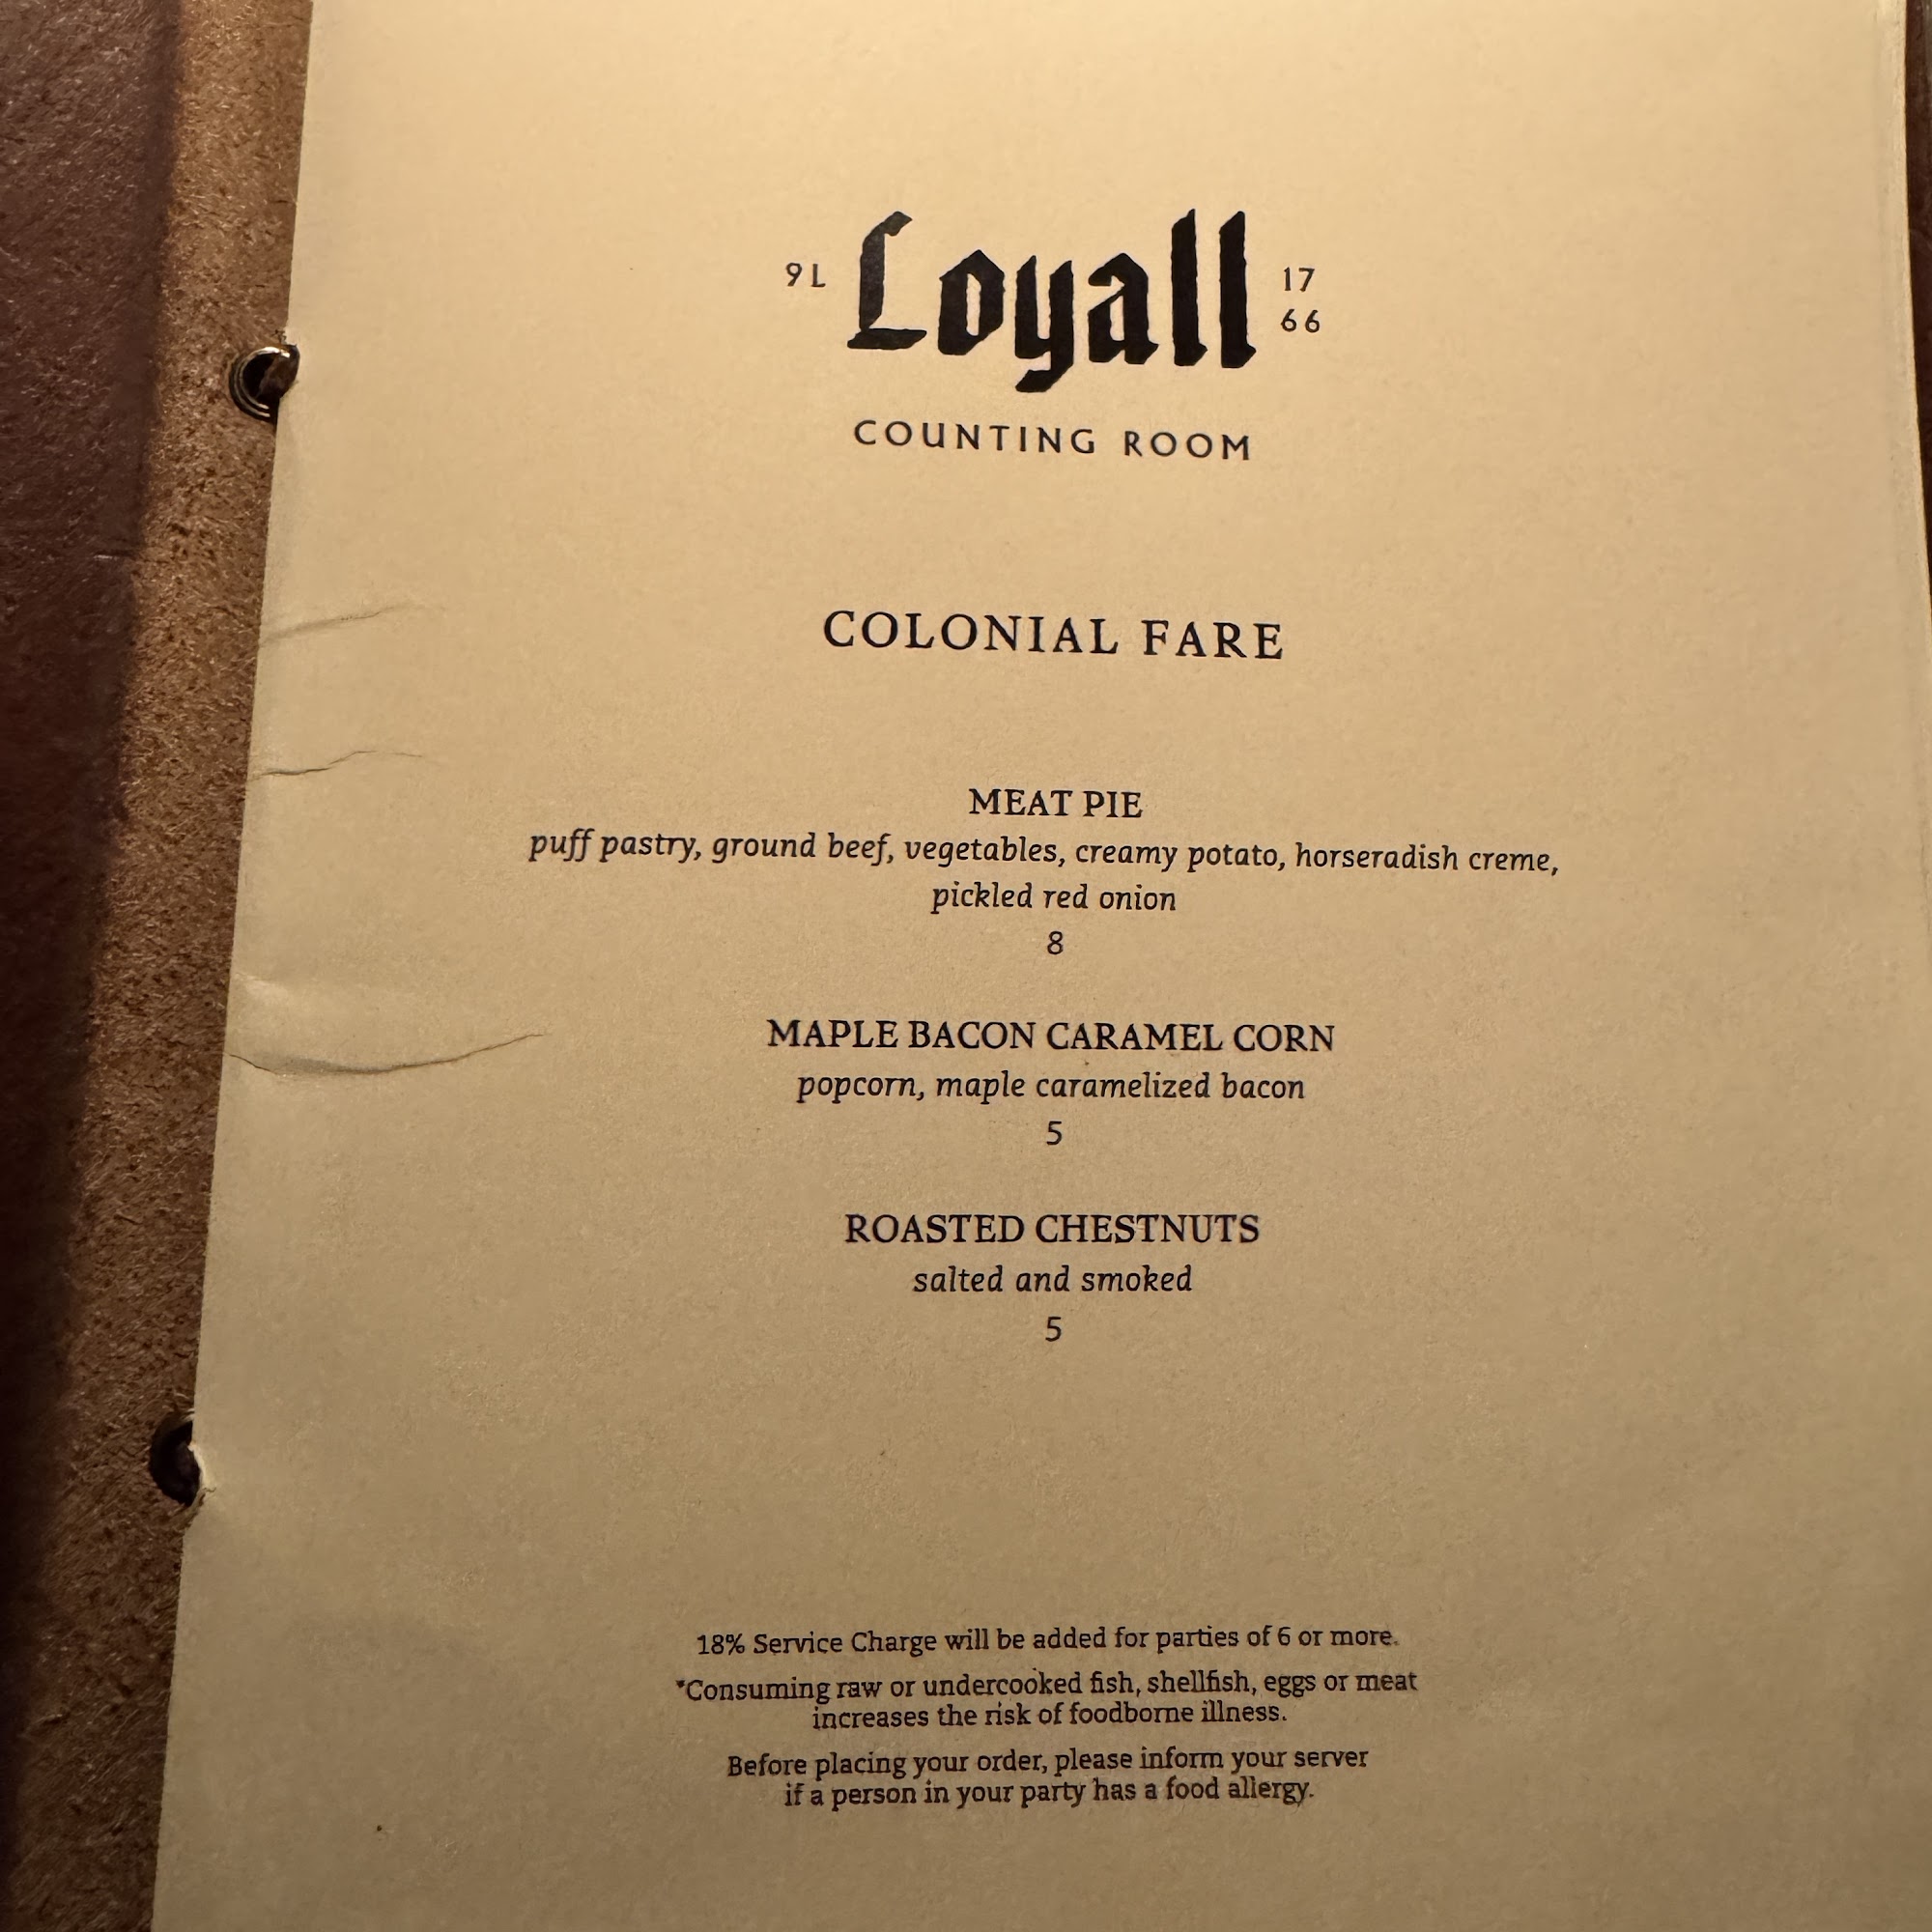 9L Loyall 17
66
COUNTING ROOM
COLONIAL FARE
MEAT PIE
puff pastry, ground beef, vegetables, creamy potato, horseradish creme,
pickled red onion
8
MAPLE BACON CARAMEL CORN
popcorn, maple caramelized bacon
5
ROASTED CHESTNUTS
salted and smoked
5
18% Service Charge will be added for parties of 6 or more.
*Consuming raw or undercooked fish, shellfish, eggs or meat
increases the risk of foodborne illness.
Before placing your order, please inform your server
if a person in your party has a food allergy.